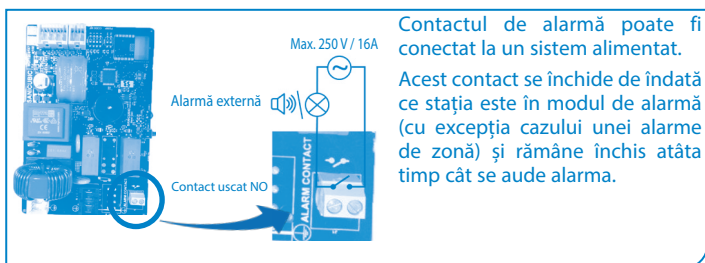 Contactul de alarmă poate fi
conectat la un sistem alimentat.
Acest contact se închide de îndată
ce stația este în modul de alarmă
(cu excepția cazului unei alarme
de zonă) și rămâne închis atâta
timp cât se aude alarma.
Max. 250 V / 16A
Alarmă externă
Contact uscat NO
ALARM CONTACT
SANICUBIC